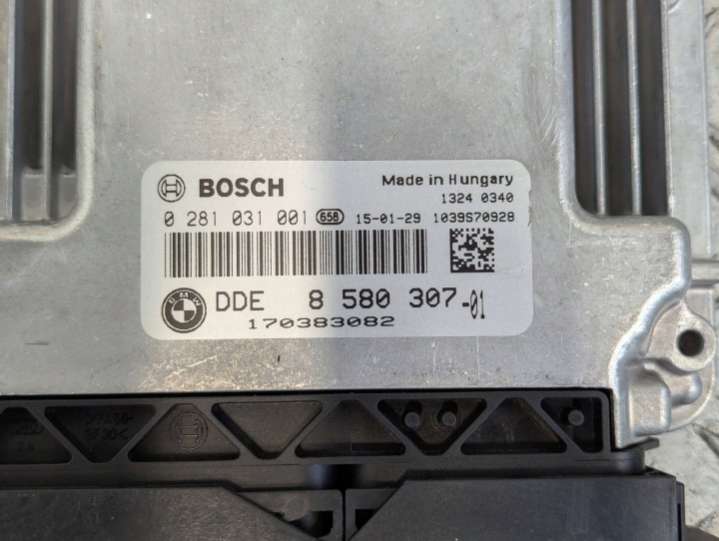 BOSCH
Made in Hungary
1324 0340
0 281 031 001 658 15-01-29 1039S70928
BMW
DDE 8 580 307-01
170383082